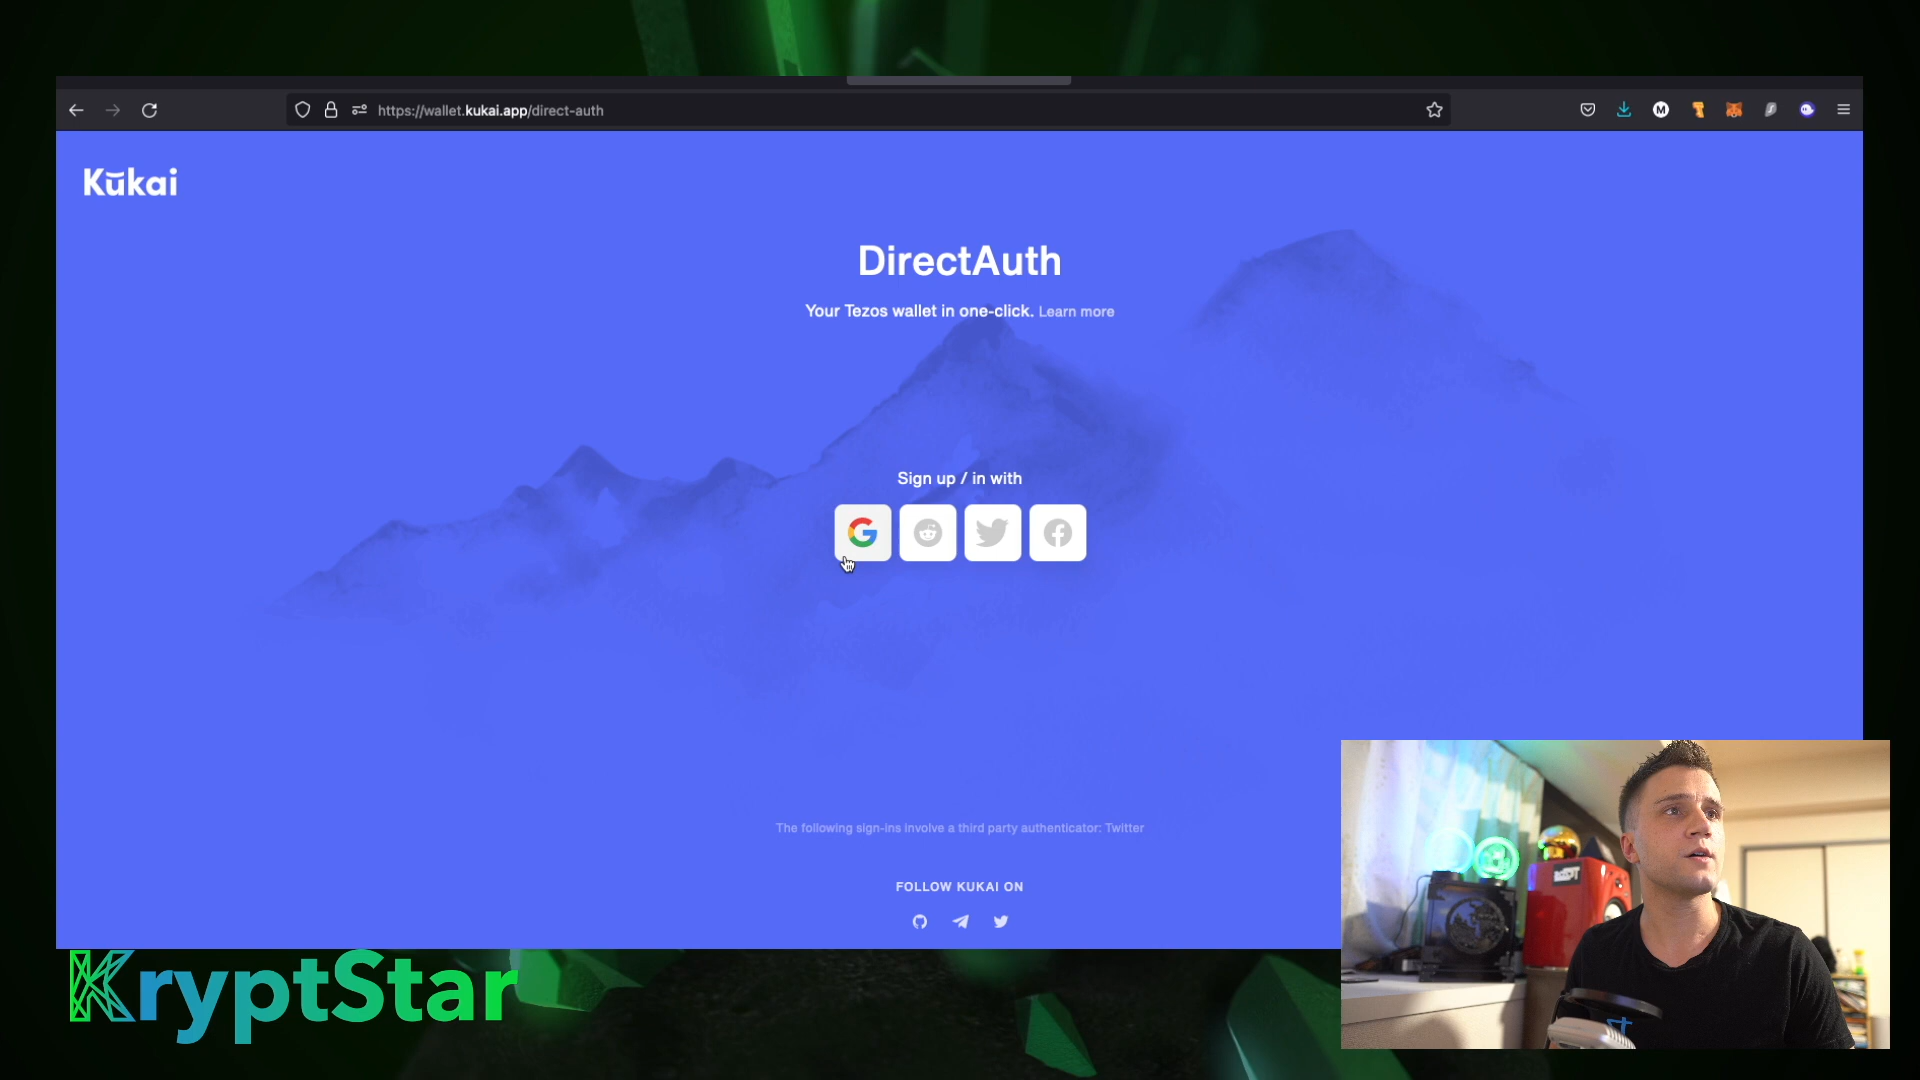 https://wallet.kukai.app/direct-auth
M
Kūkai
DirectAuth
Your Tezos wallet in one-click. Learn more
Sign up / in with
The following sign-ins involve a third party authenticator: Twitter
FOLLOW KUKAI ON
KryptStar